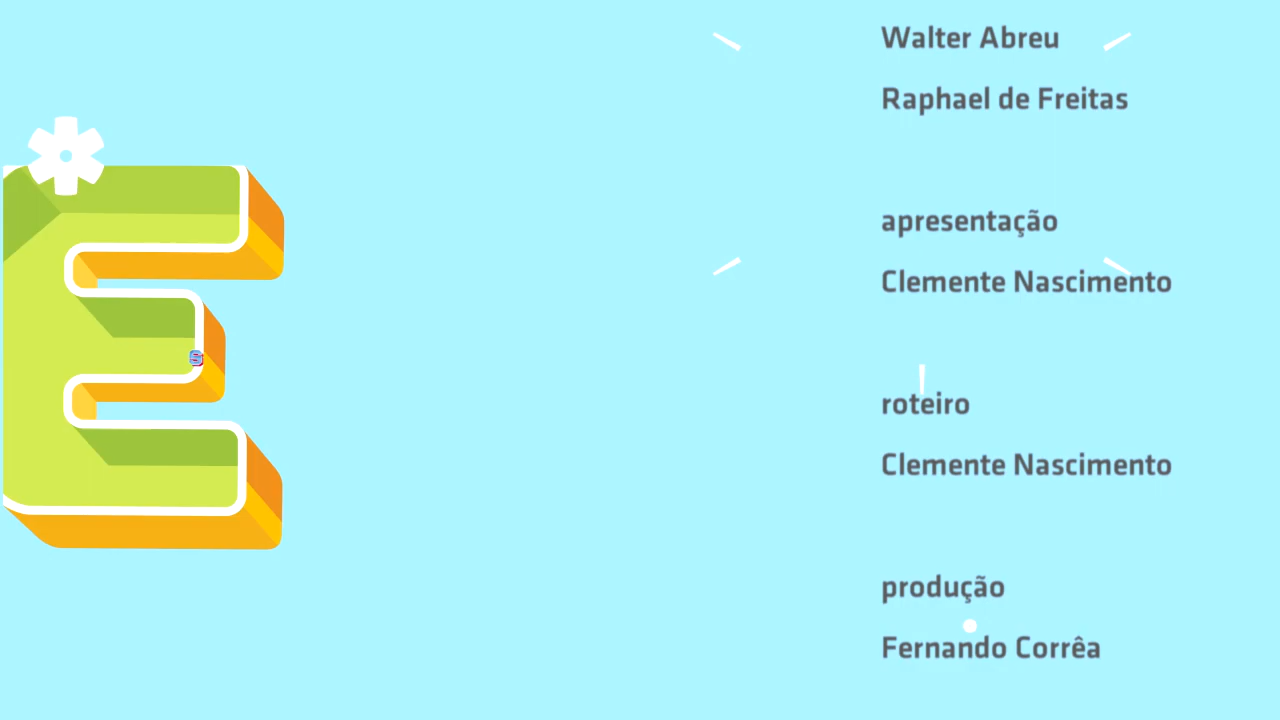 E
S
Walter Abreu
Raphael de Freitas
apresentação
Clemente Nascimento
roteiro
Clemente Nascimento
produção
Fernando Corrêa